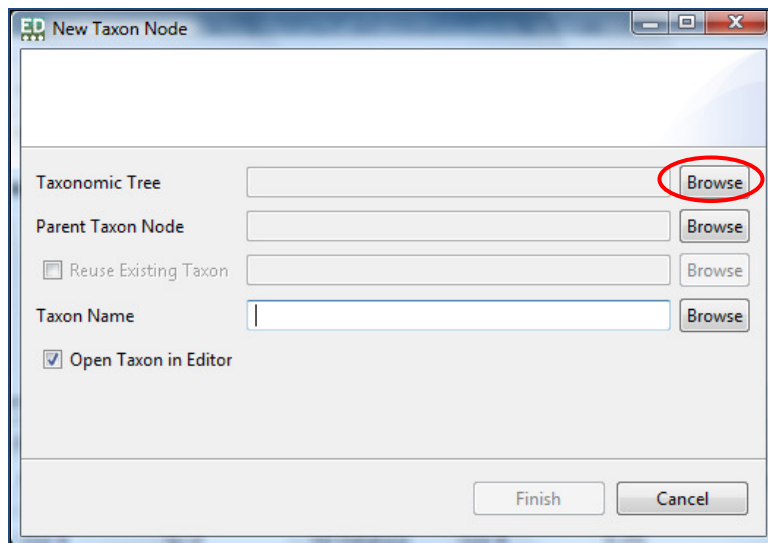 ED New Taxon Node
Taxonomic Tree Browse
Parent Taxon Node Browse
Reuse Existing Taxon Browse
Taxon Name Browse
Open Taxon in Editor
Finish Cancel